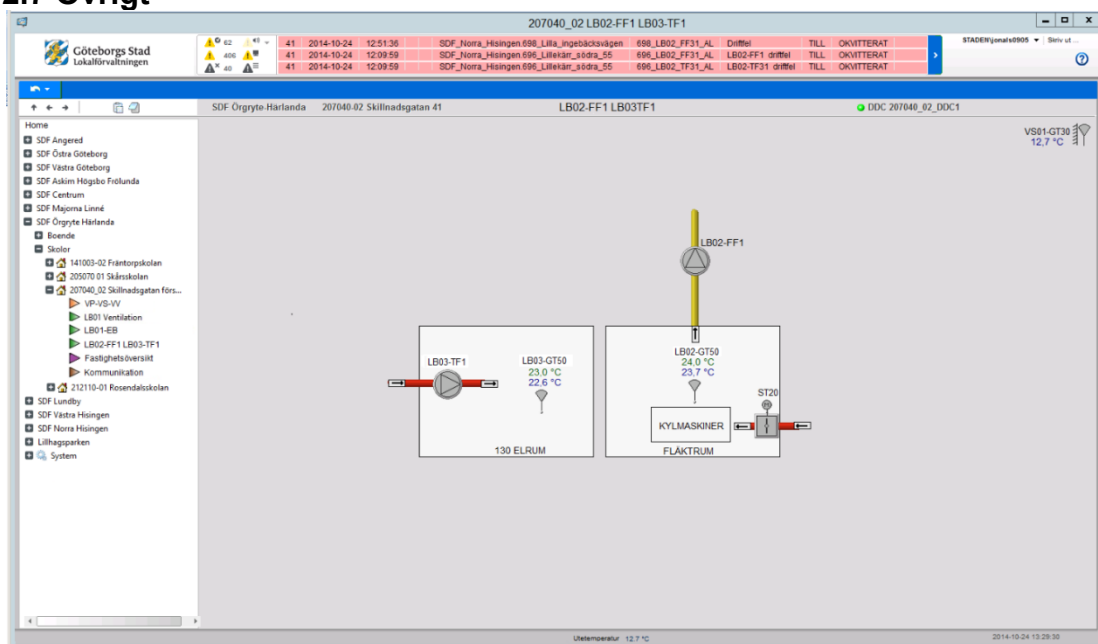 2.7 Övrigt
207040_02 LB02-FF1 LB03-TF1
Göteborgs Stad
Lokalförvaltningen
62
406
40
41 2014-10-24 12:51:36 SDF_Norra_Hisingen.698_Lilla_ingebäcksvägen 698_LB02_FF31_AL Driftfel TILL OKVITTERAT
41 2014-10-24 12:09:59 SDF_Norra_Hisingen.696_Lillekärr_södra_55 696_LB02_FF31_AL LB02-FF1 driftfel TILL OKVITTERAT
41 2014-10-24 12:09:59 SDF_Norra_Hisingen.696_Lillekärr_södra_55 696_LB02_TF31_AL LB02-TF31 driftfel TILL OKVITTERAT
STADEN\jonals0905 Skriv ut ...
SDF Örgryte-Härlanda 207040-02 Skillnadsgatan 41 LB02-FF1 LB03TF1 DDC 207040_02_DDC1
Home
SDF Angered
SDF Östra Göteborg
SDF Västra Göteborg
SDF Askim Högsbo Frölunda
SDF Centrum
SDF Majorna Linné
SDF Örgryte Härlanda
Boende
Skolor
141003-02 Fräntorpskolan
205070 01 Skårsskolan
207040_02 Skillnadsgatan förs...
VP-VS-VV
LB01 Ventilation
LB01-EB
LB02-FF1 LB03-TF1
Fastighetsöversikt
Kommunikation
212110-01 Rosendalsskolan
SDF Lundby
SDF Västra Hisingen
SDF Norra Hisingen
Lillhagsparken
System
VS01-GT30
12,7 °C
LB02-FF1
LB03-TF1
LB03-GT50
23,0 °C
22,6 °C
130 ELRUM
LB02-GT50
24,0 °C
23,7 °C
ST20
KYLMASKINER
FLÄKTRUM
Utetemperatur 12,7 °C
2014-10-24 13:29:30